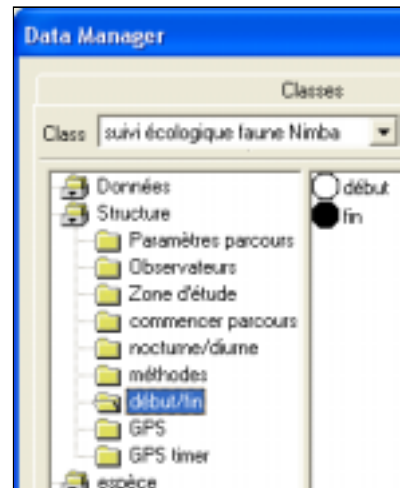 Data Manager
Classes
Class suivi écologique faune Nimba
Données
Structure
Paramètres parcours
Observateurs
Zone d'étude
commencer parcours
nocturne/diurne
méthodes
début/fin
GPS
GPS timer
espèce
début
fin